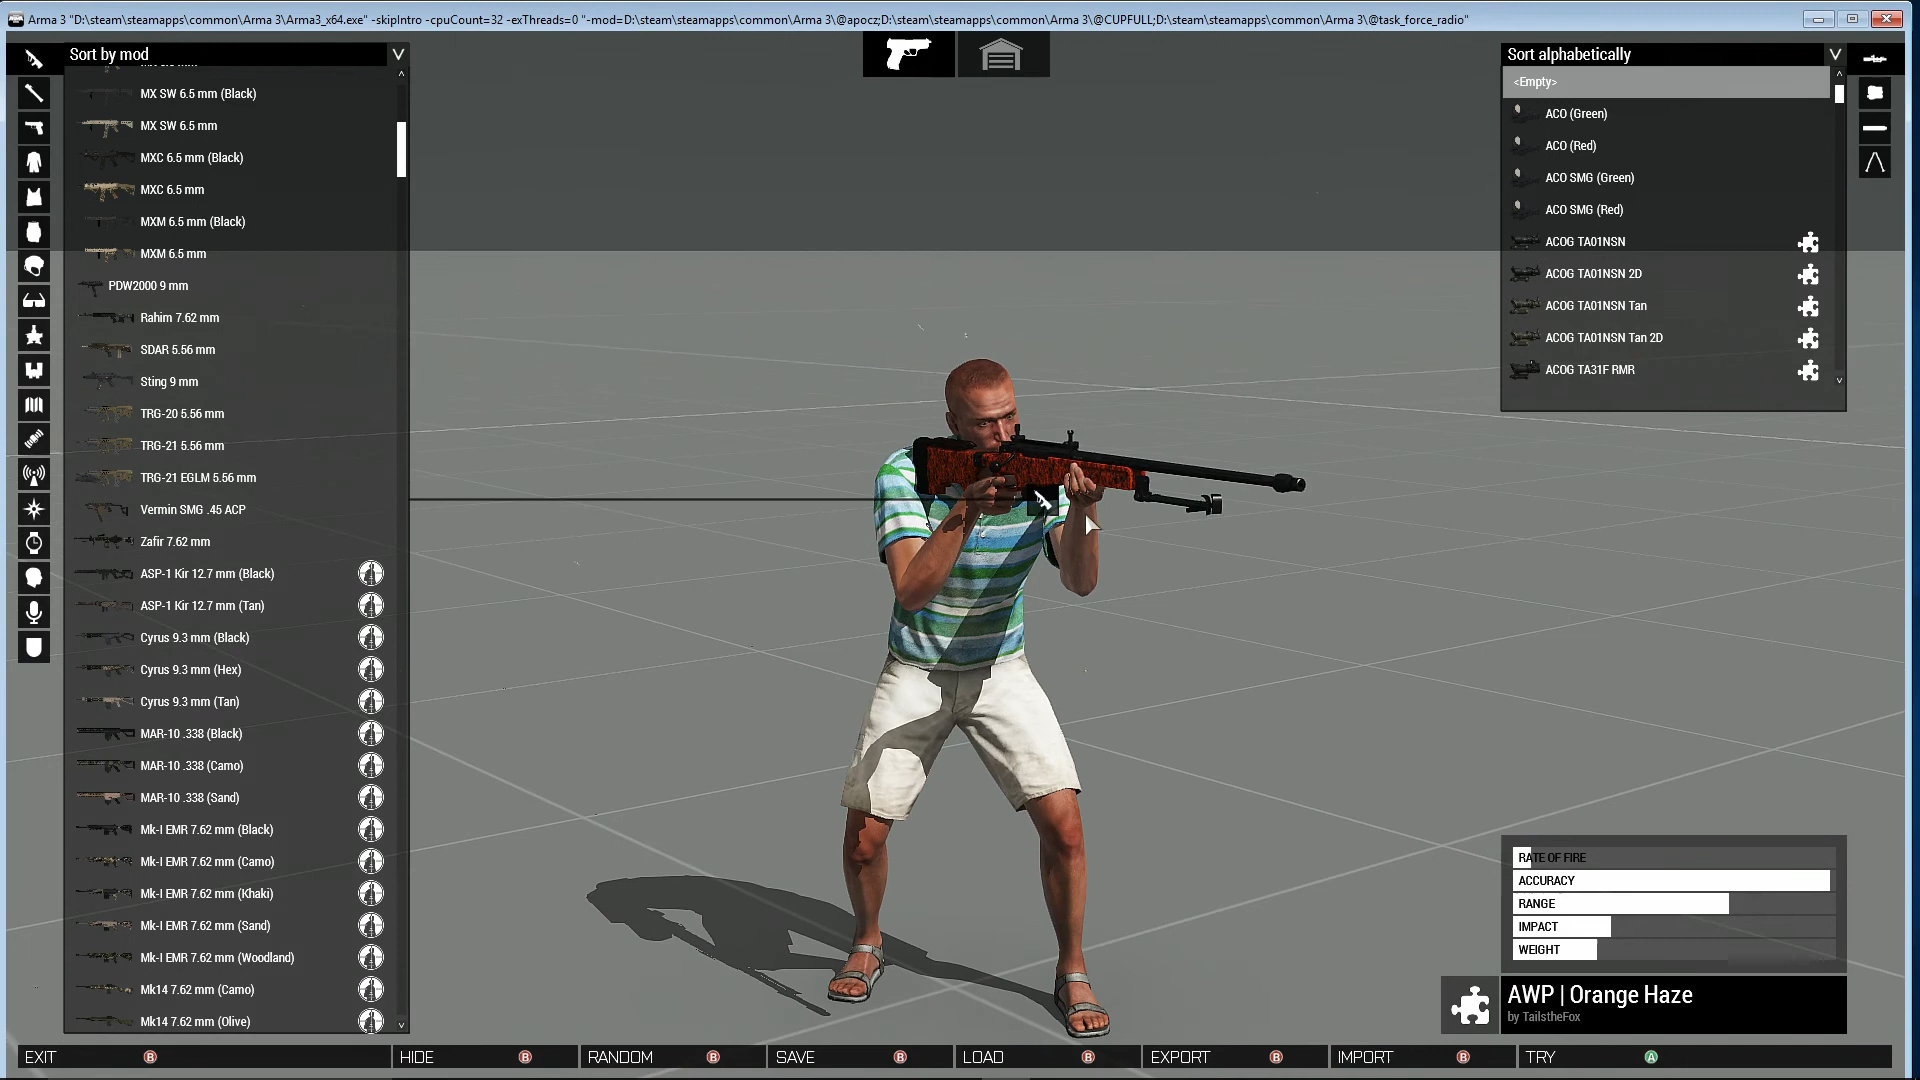 Arma 3 "D:\steam\steamapps\common\Arma 3\Arma3_x64.exe" -skipIntro -cpuCount=32 -exThreads=0 "-mod=D:\steam\steamapps\common\Arma 3\@apocz;D:\steam\steamapps\common\Arma 3\@CUPFULL;D:\steam\steamapps\common\Arma 3\@task_force_radio"
Sort by mod
MX SW 6.5 mm (Black)
MX SW 6.5 mm
MXC 6.5 mm (Black)
MXC 6.5 mm
MXM 6.5 mm (Black)
MXM 6.5 mm
PDW2000 9 mm
Rahim 7.62 mm
SDAR 5.56 mm
Sting 9 mm
TRG-20 5.56 mm
TRG-21 5.56 mm
TRG-21 EGLM 5.56 mm
Vermin SMG .45 ACP
Zafir 7.62 mm
ASP-1 Kir 12.7 mm (Black)
ASP-1 Kir 12.7 mm (Tan)
Cyrus 9.3 mm (Black)
Cyrus 9.3 mm (Hex)
Cyrus 9.3 mm (Tan)
MAR-10 .338 (Black)
MAR-10 .338 (Camo)
MAR-10 .338 (Sand)
Mk-I EMR 7.62 mm (Black)
Mk-I EMR 7.62 mm (Camo)
Mk-I EMR 7.62 mm (Khaki)
Mk-I EMR 7.62 mm (Sand)
Mk-I EMR 7.62 mm (Woodland)
Mk14 7.62 mm (Camo)
Mk14 7.62 mm (Olive)
Sort alphabetically
<Empty>
ACO (Green)
ACO (Red)
ACO SMG (Green)
ACO SMG (Red)
ACOG TA01NSN
ACOG TA01NSN 2D
ACOG TA01NSN Tan
ACOG TA01NSN Tan 2D
ACOG TA31F RMR
RATE OF FIRE
ACCURACY
RANGE
IMPACT
WEIGHT
AWP | Orange Haze
by TailstheFox
EXIT B HIDE B RANDOM B SAVE B LOAD B EXPORT B IMPORT B TRY A